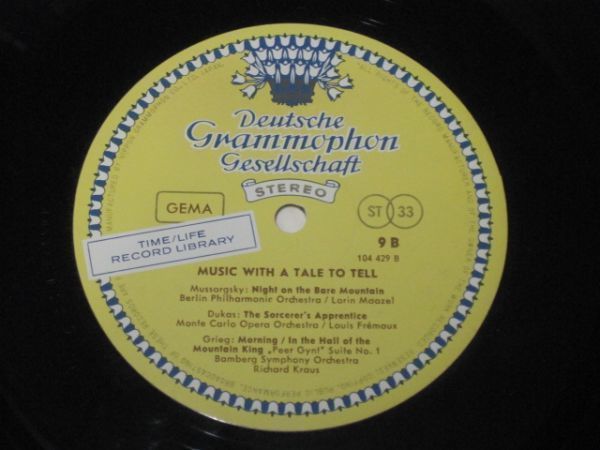 Deutsche
Grammophon
Gesellschaft
STEREO
GEMA
ST 33
TIME/LIFE
RECORD LIBRARY
9 B
104 429 B
MUSIC WITH A TALE TO TELL
Mussorgsky: Night on the Bare Mountain
Berlin Philharmonic Orchestra / Lorin Maazel
Dukas: The Sorcerer's Apprentice
Monte Carlo Opera Orchestra / Louis Frémaux
Grieg: Morning / In the Hall of the
Mountain King „Peer Gynt" Suite No. 1
Bamberg Symphony Orchestra
Richard Kraus